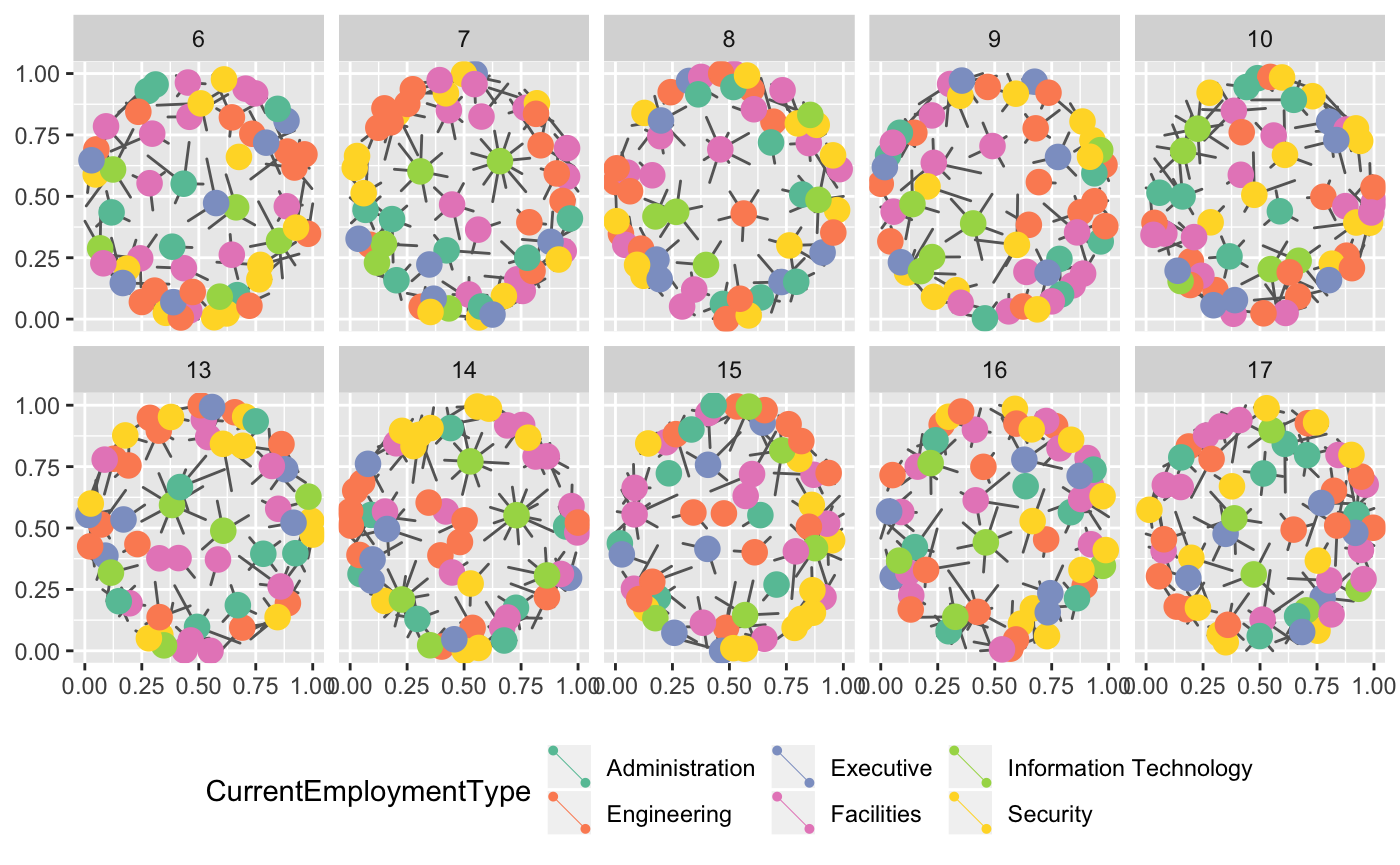 6 7 8 9 10
1.00
0.75
0.50
0.25
0.00
13 14 15 16 17
1.00
0.75
0.50
0.25
0.00
0.00 0.25 0.50 0.75 1.00 0.00 0.25 0.50 0.75 1.00 0.00 0.25 0.50 0.75 1.00 0.00 0.25 0.50 0.75 1.00 0.00 0.25 0.50 0.75 1.00
CurrentEmploymentType
Administration Executive Information Technology
Engineering Facilities Security